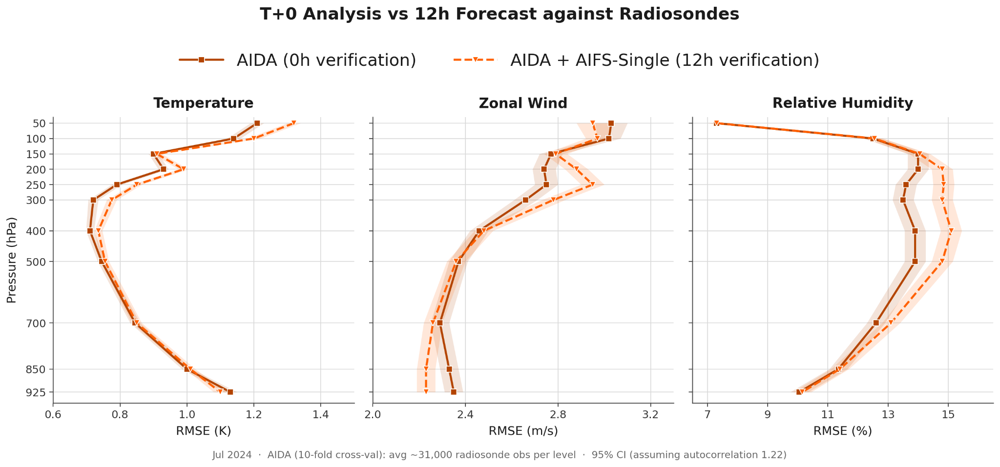 T+0 Analysis vs 12h Forecast against Radiosondes
AIDA (0h verification)
AIDA + AIFS-Single (12h verification)
Temperature
Zonal Wind
Relative Humidity
Pressure (hPa)
50
100
150
200
250
300
400
500
700
850
925
0.6 0.8 1.0 1.2 1.4
RMSE (K)
2.0 2.4 2.8 3.2
RMSE (m/s)
7 9 11 13 15
RMSE (%)
Jul 2024 · AIDA (10-fold cross-val): avg ~31,000 radiosonde obs per level · 95% CI (assuming autocorrelation 1.22)